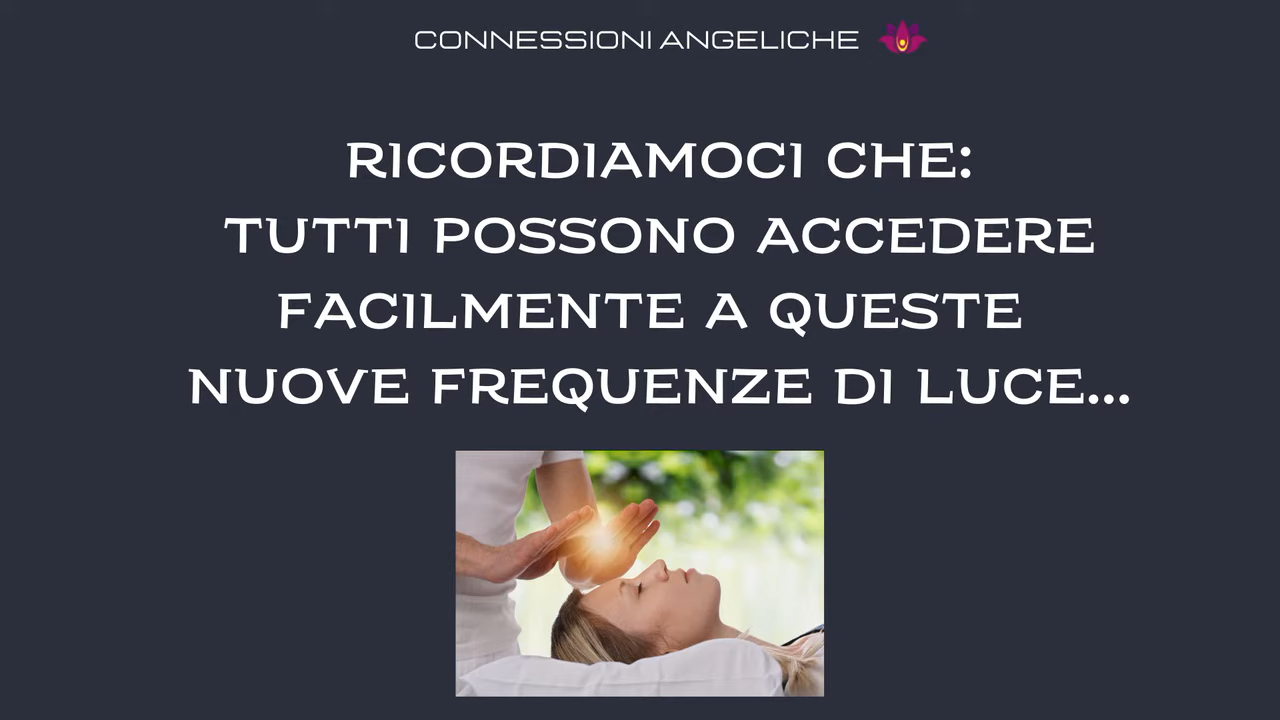 CONNESSIONI ANGELICHE
RICORDIAMOCI CHE:
TUTTI POSSONO ACCEDERE
FACILMENTE A QUESTE
NUOVE FREQUENZE DI LUCE...